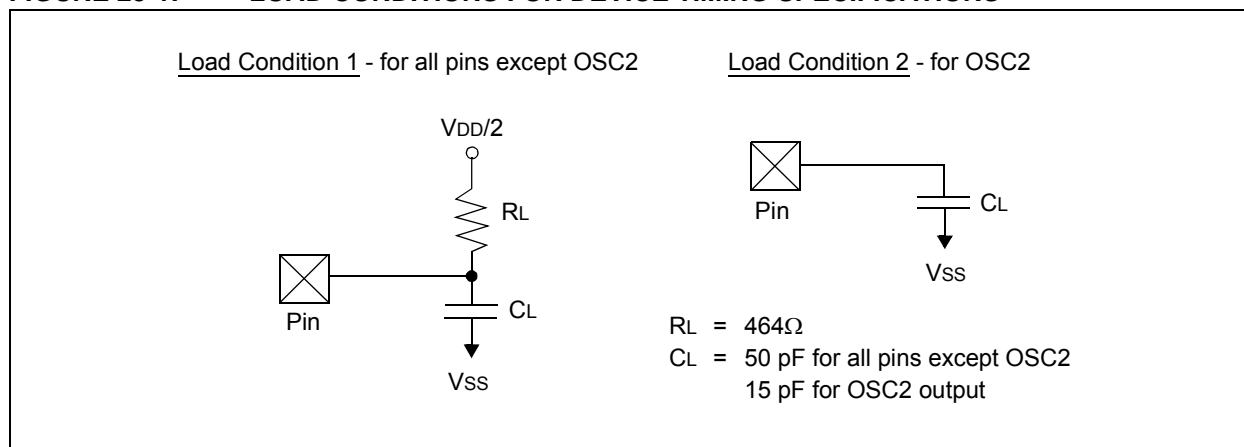 Load Condition 1 - for all pins except OSC2
Load Condition 2 - for OSC2
VDD/2
RL
Pin
CL
VSS
Pin
CL
VSS
RL = 464Ω
CL = 50 pF for all pins except OSC2
15 pF for OSC2 output